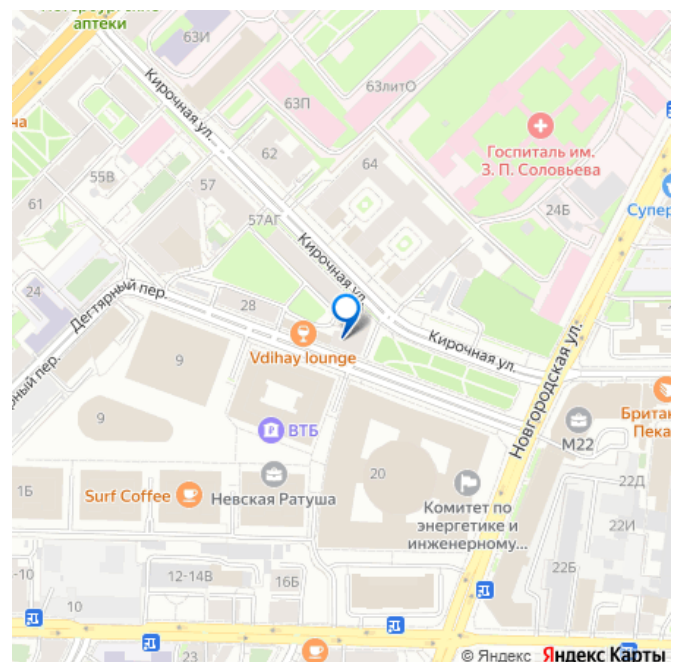 аптеки
63И
на
Кирочная ул.
63П
63литО
Госпиталь им.
З. П. Соловьева
62
64
55В
57
61
24Б
Супер
57АГ
Кирочная ул.
24
Дегтярный пер.
28
Vdihay lounge
Кирочная ул.
Новгородская ул.
9
9
ный пер.
ВТБ
Британ
Пека
М22
20
1Б
Surf Coffee
Невская Ратуша
Комитет по
энергетике и
инженерному...
22Д
22И
22Б
-10
12-14В
16Б
10
23
© Яндекс Яндекс Карты